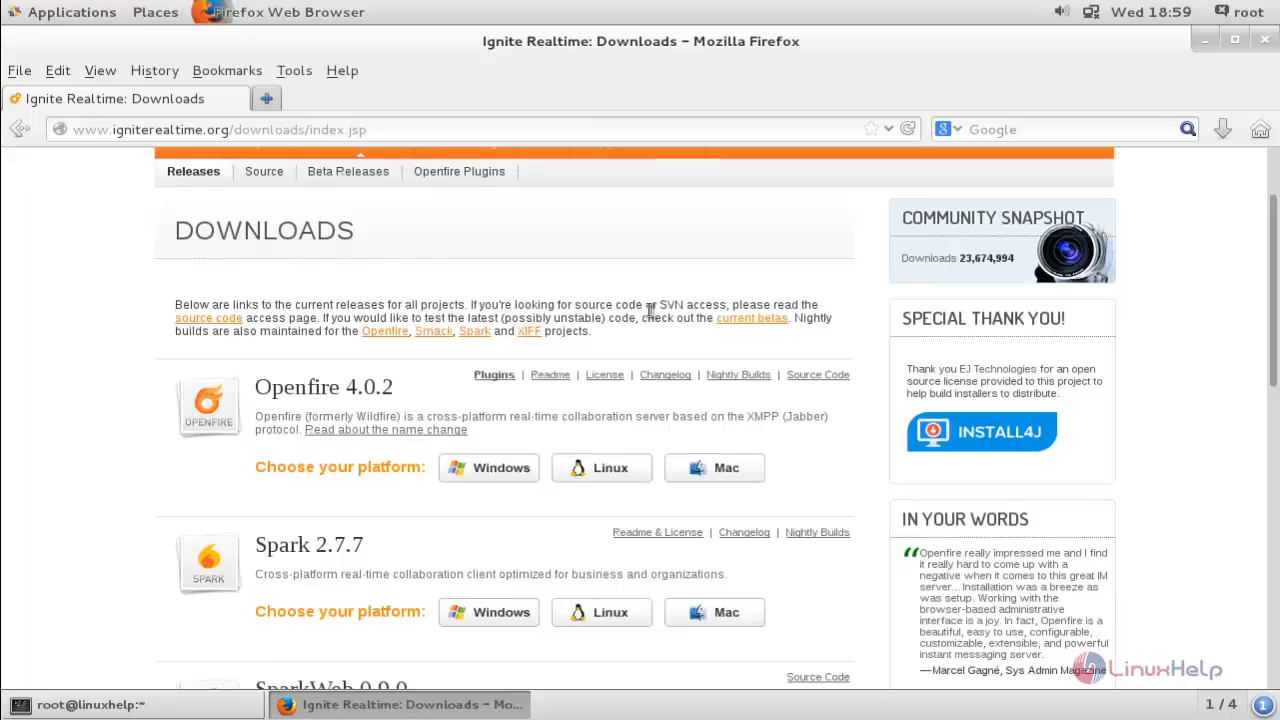 Applications Places Firefox Web Browser Wed 18:59 root
Ignite Realtime: Downloads - Mozilla Firefox
File Edit View History Bookmarks Tools Help
Ignite Realtime: Downloads
www.igniterealtime.org/downloads/index.jsp Google
Releases Source Beta Releases Openfire Plugins
DOWNLOADS
Below are links to the current releases for all projects. If you're looking for source code or SVN access, please read the
source code access page. If you would like to test the latest (possibly unstable) code, check out the current betas. Nightly
builds are also maintained for the Openfire, Smack, Spark and XIFF projects.
OPENFIRE
Openfire 4.0.2
Plugins | Readme | License | Changelog | Nightly Builds | Source Code
Openfire (formerly Wildfire) is a cross-platform real-time collaboration server based on the XMPP (Jabber)
protocol. Read about the name change
Choose your platform: Windows Linux Mac
SPARK
Spark 2.7.7
Readme & License | Changelog | Nightly Builds
Cross-platform real-time collaboration client optimized for business and organizations.
Choose your platform: Windows Linux Mac
SparkWeb 0.9.0
Source Code
COMMUNITY SNAPSHOT
Downloads 23,674,994
SPECIAL THANK YOU!
Thank you EJ Technologies for an open
source license provided to this project to
help build installers to distribute.
INSTALL4J
IN YOUR WORDS
Openfire really impressed me and I find
it really hard to come up with a
negative when it comes to this great IM
server... Installation was a breeze as
was setup. Working with the
browser-based administrative
interface is a joy. In fact, Openfire is a
beautiful, easy to use, configurable,
customizable, extensible, and powerful
instant messaging server.
—Marcel Gagné, Sys Admin Magazine
LinuxHelp
root@linuxhelp:~ Ignite Realtime: Downloads - Mo... 1 / 4 1